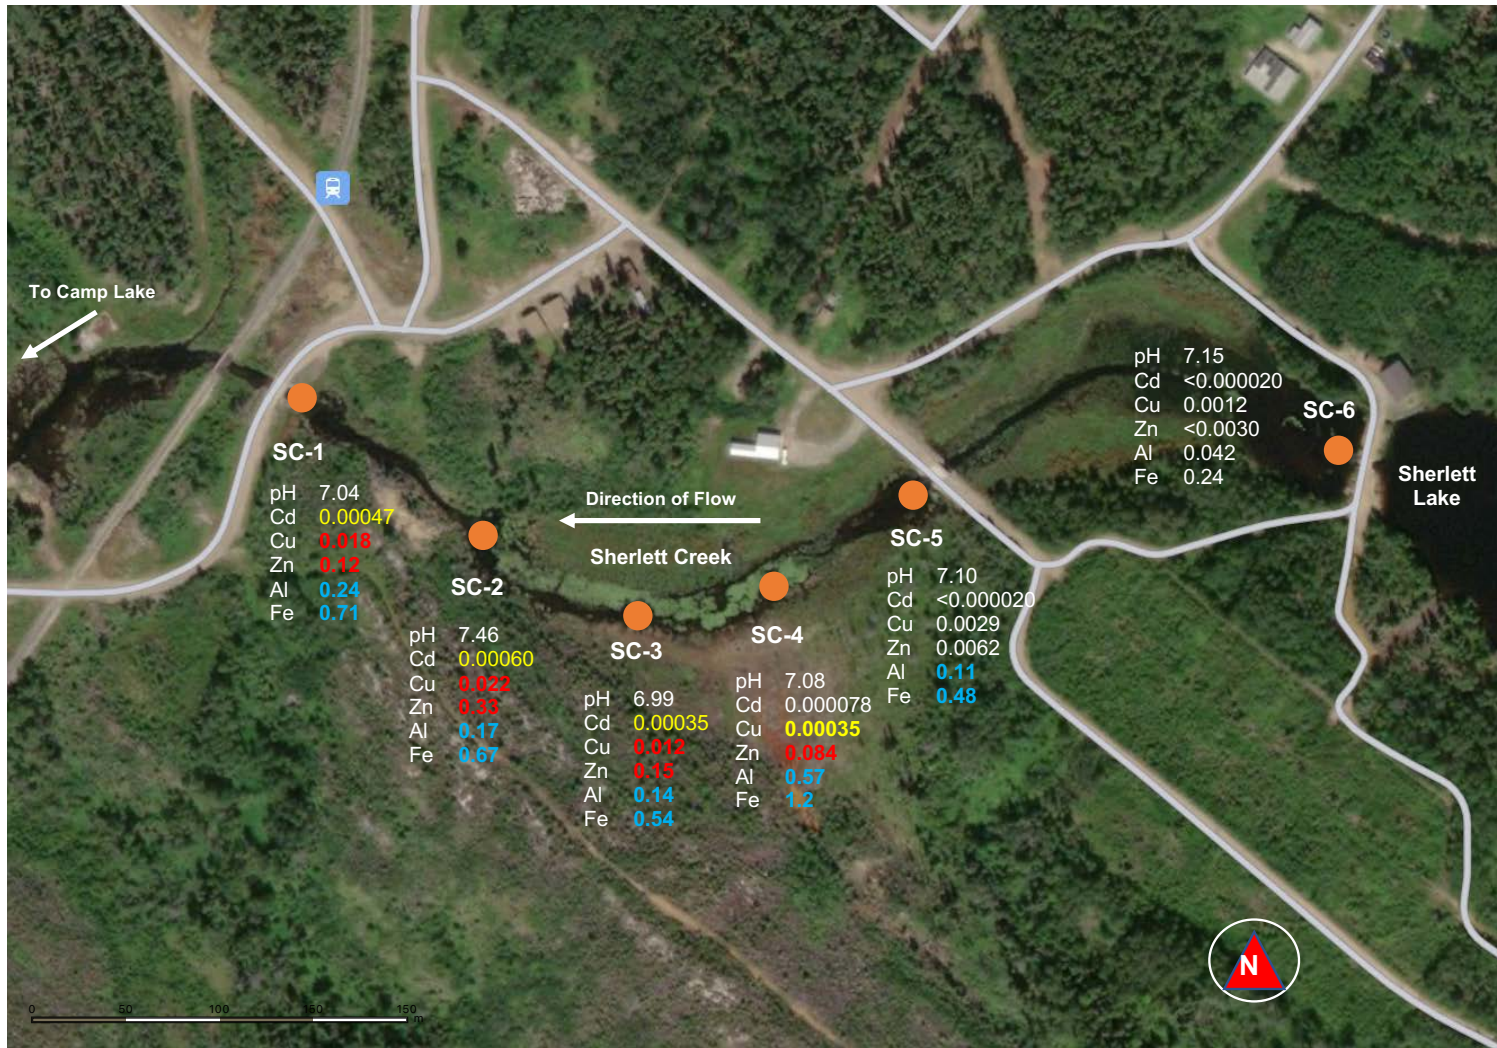 To Camp Lake
SC-1
pH 7.04
Cd 0.00047
Cu 0.018
Zn 0.12
Al 0.24
Fe 0.71
SC-2
pH 7.46
Cd 0.00060
Cu 0.022
Zn 0.33
Al 0.17
Fe 0.67
Direction of Flow
Sherlett Creek
SC-3
pH 6.99
Cd 0.00035
Cu 0.012
Zn 0.15
Al 0.14
Fe 0.54
SC-4
pH 7.08
Cd 0.000078
Cu 0.00035
Zn 0.084
Al 0.57
Fe 1.2
SC-5
pH 7.10
Cd <0.000020
Cu 0.0029
Zn 0.0062
Al 0.11
Fe 0.48
pH 7.15
Cd <0.000020
Cu 0.0012
Zn <0.0030
Al 0.042
Fe 0.24
SC-6
Sherlett
Lake
N
0 50 100 150 150
m